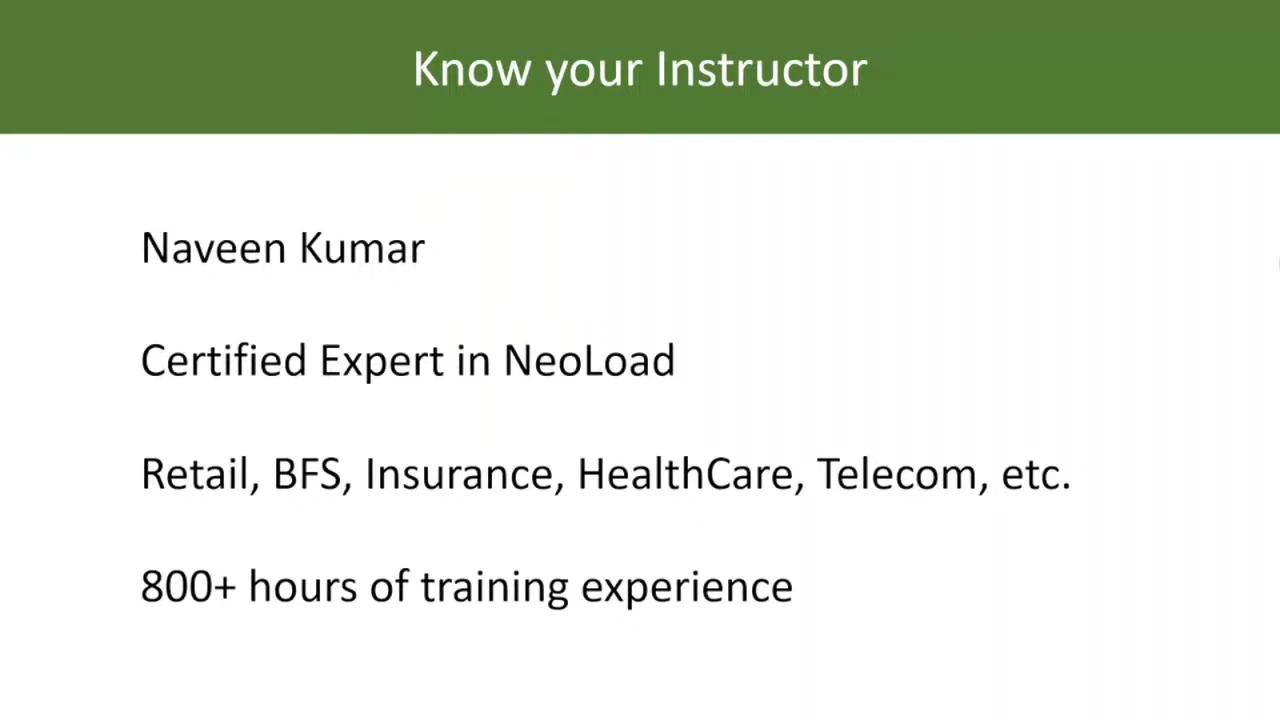 Know your Instructor
Naveen Kumar
Certified Expert in NeoLoad
Retail, BFS, Insurance, HealthCare, Telecom, etc.
800+ hours of training experience